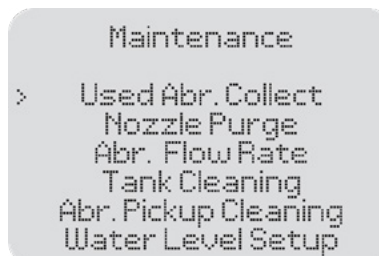 Maintenance
> Used Abr. Collect
Nozzle Purge
Abr. Flow Rate
Tank Cleaning
Abr. Pickup Cleaning
Water Level Setup